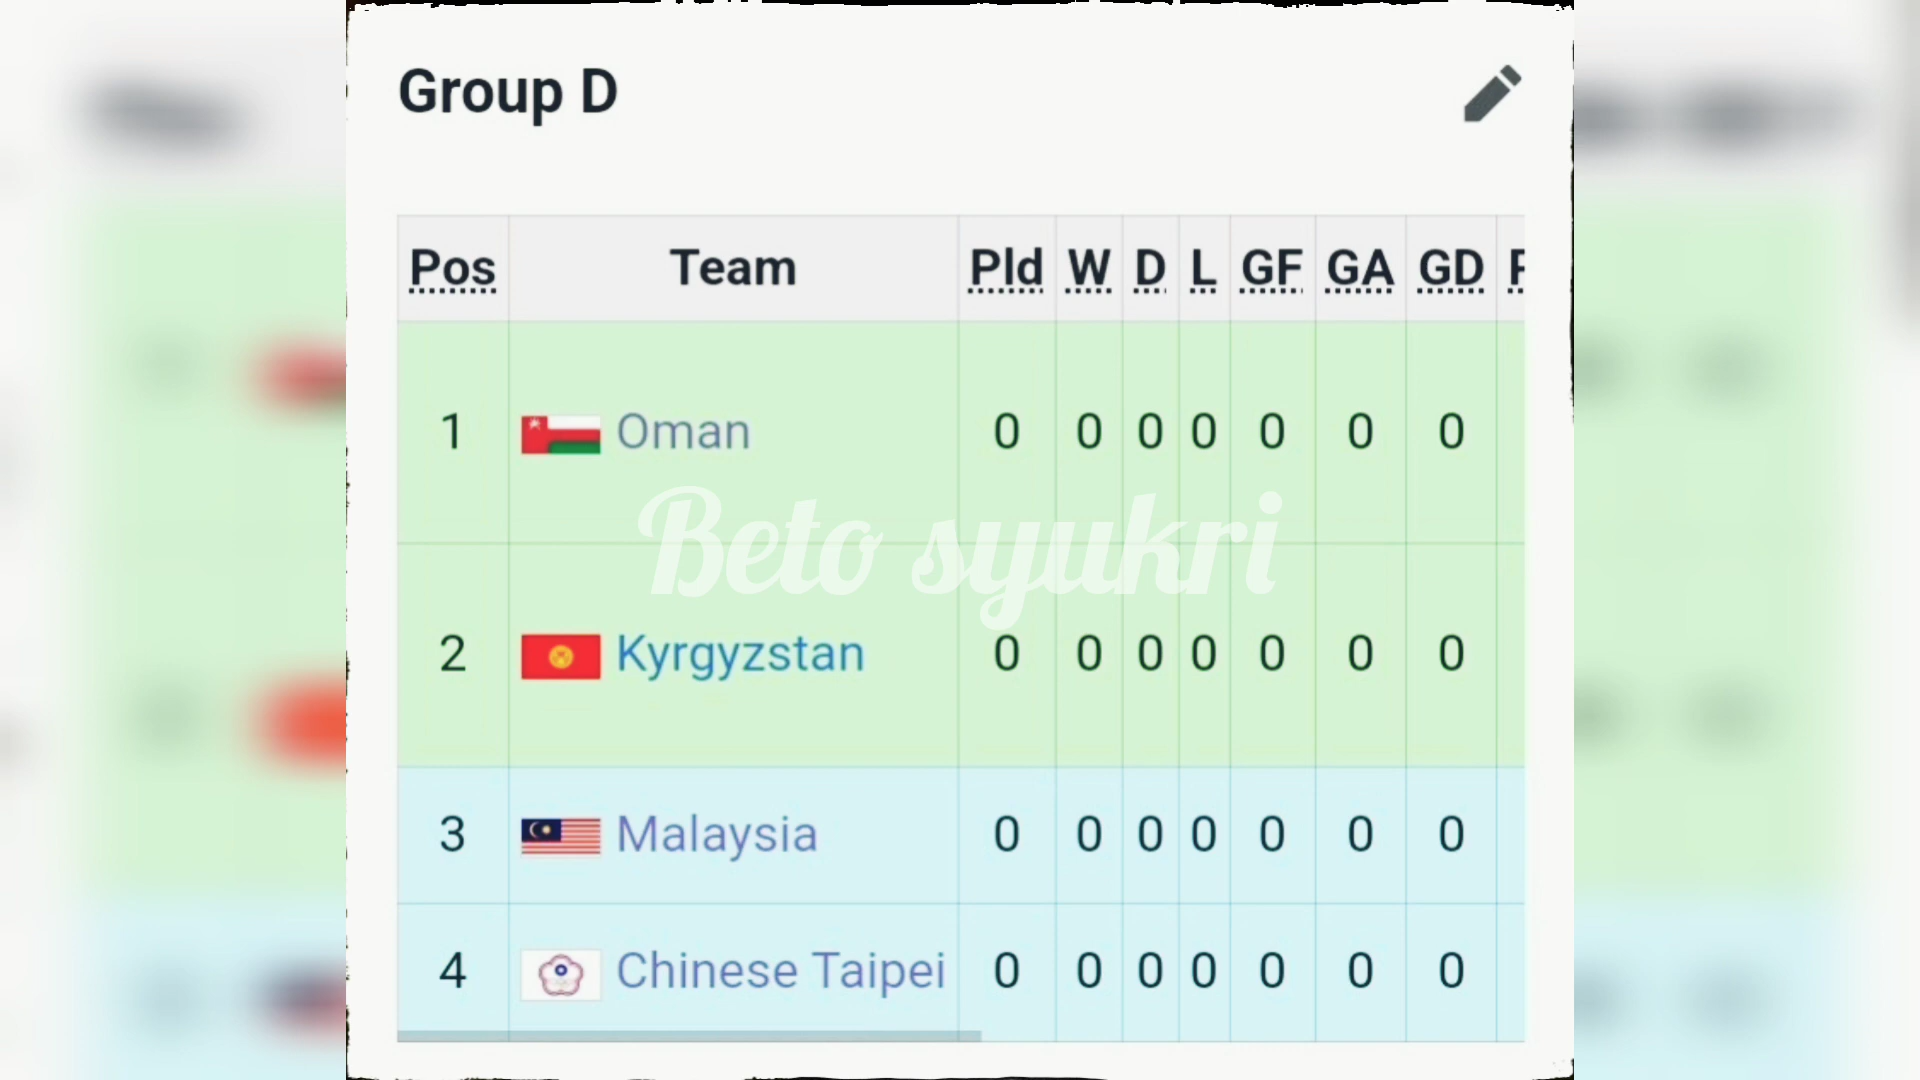 Group D
Pos Team Pld W D L GF GA GD
1 Oman 0 0 0 0 0 0 0
Beto syukri
2 Kyrgyzstan 0 0 0 0 0 0 0
3 Malaysia 0 0 0 0 0 0 0
4 Chinese Taipei 0 0 0 0 0 0 0